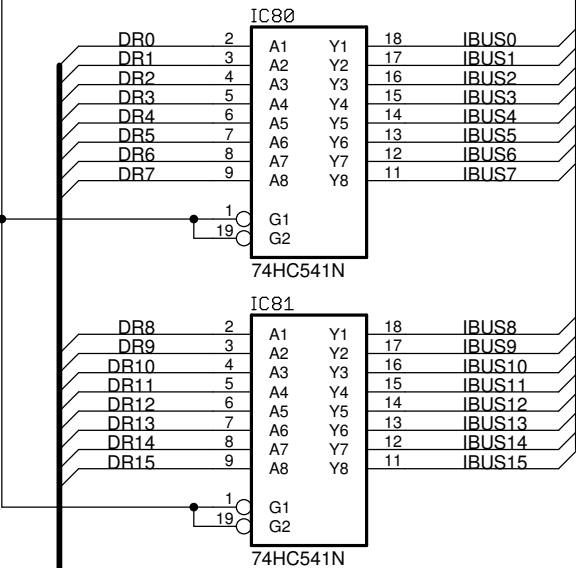 IC80
DR0 2 A1 Y1 18 IBUS0
DR1 3 A2 Y2 17 IBUS1
DR2 4 A3 Y3 16 IBUS2
DR3 5 A4 Y4 15 IBUS3
DR4 6 A5 Y5 14 IBUS4
DR5 7 A6 Y6 13 IBUS5
DR6 8 A7 Y7 12 IBUS6
DR7 9 A8 Y8 11 IBUS7
1 G1
19 G2
74HC541N
IC81
DR8 2 A1 Y1 18 IBUS8
DR9 3 A2 Y2 17 IBUS9
DR10 4 A3 Y3 16 IBUS10
DR11 5 A4 Y4 15 IBUS11
DR12 6 A5 Y5 14 IBUS12
DR13 7 A6 Y6 13 IBUS13
DR14 8 A7 Y7 12 IBUS14
DR15 9 A8 Y8 11 IBUS15
1 G1
19 G2
74HC541N